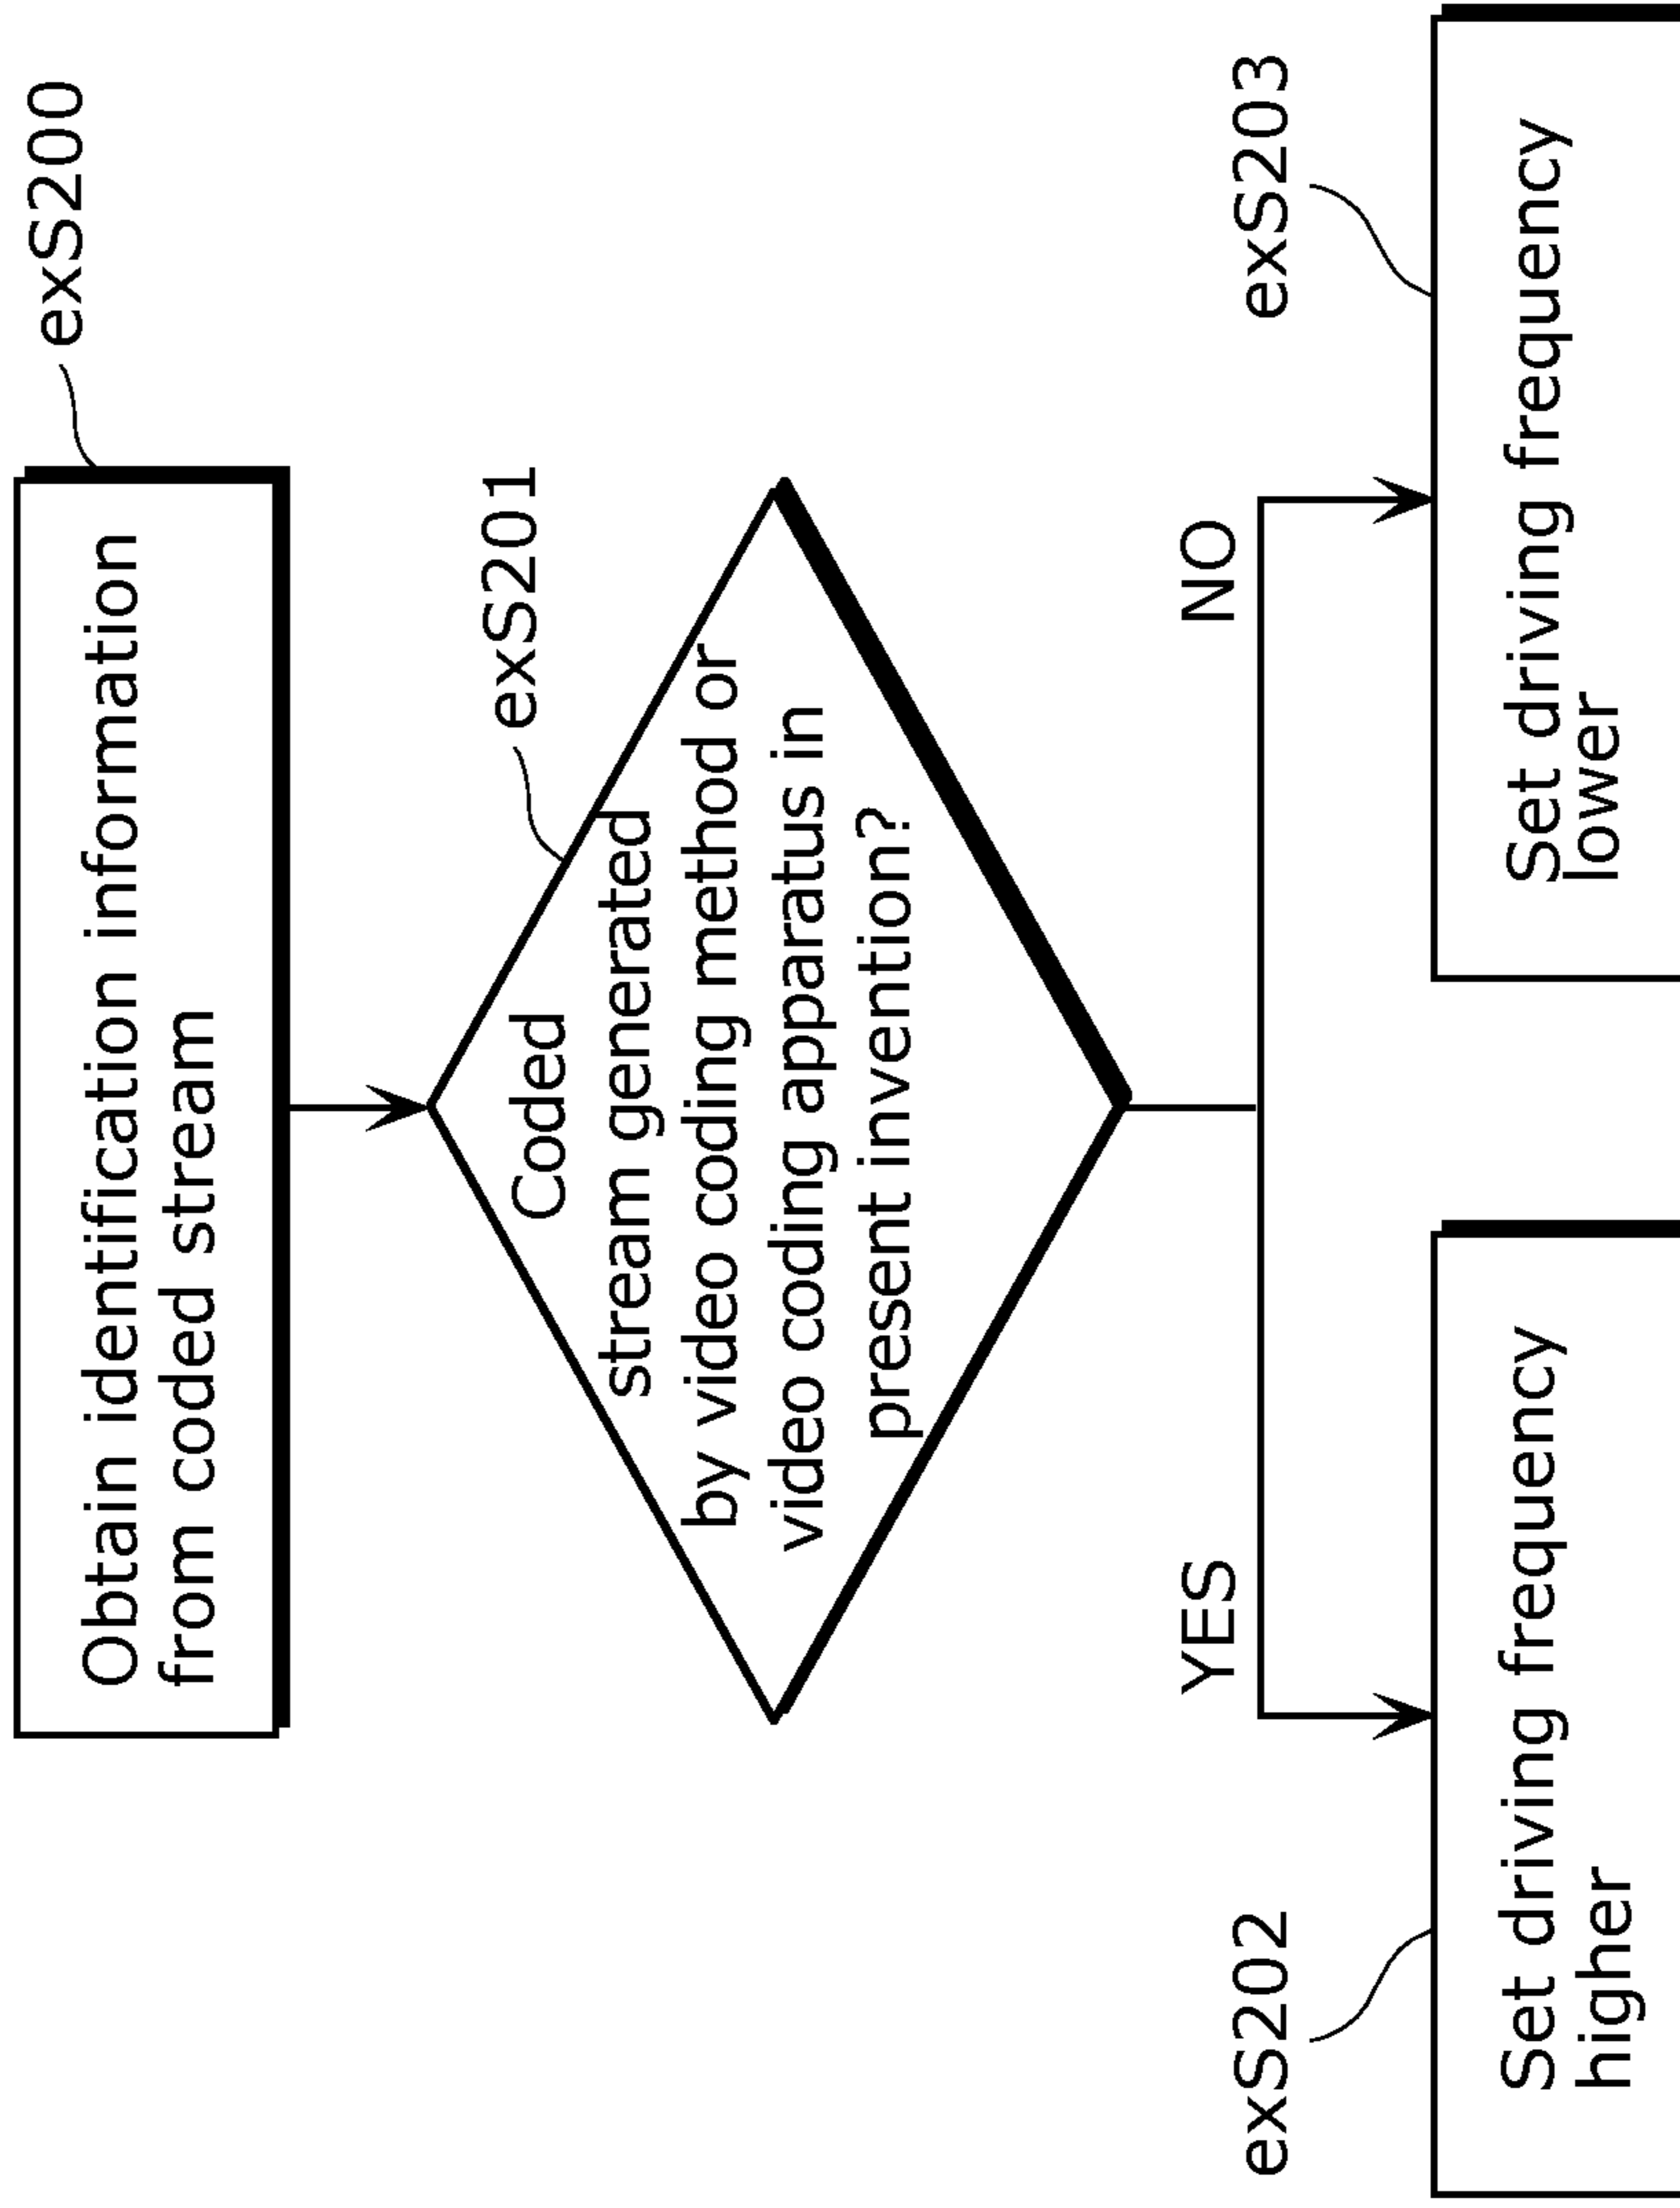 exS200
Obtain identification information
from coded stream
exS201
Coded
stream generated
by video coding method or
video coding apparatus in
present invention?
YES
NO
exS202
exS203
Set driving frequency
higher
Set driving frequency
lower